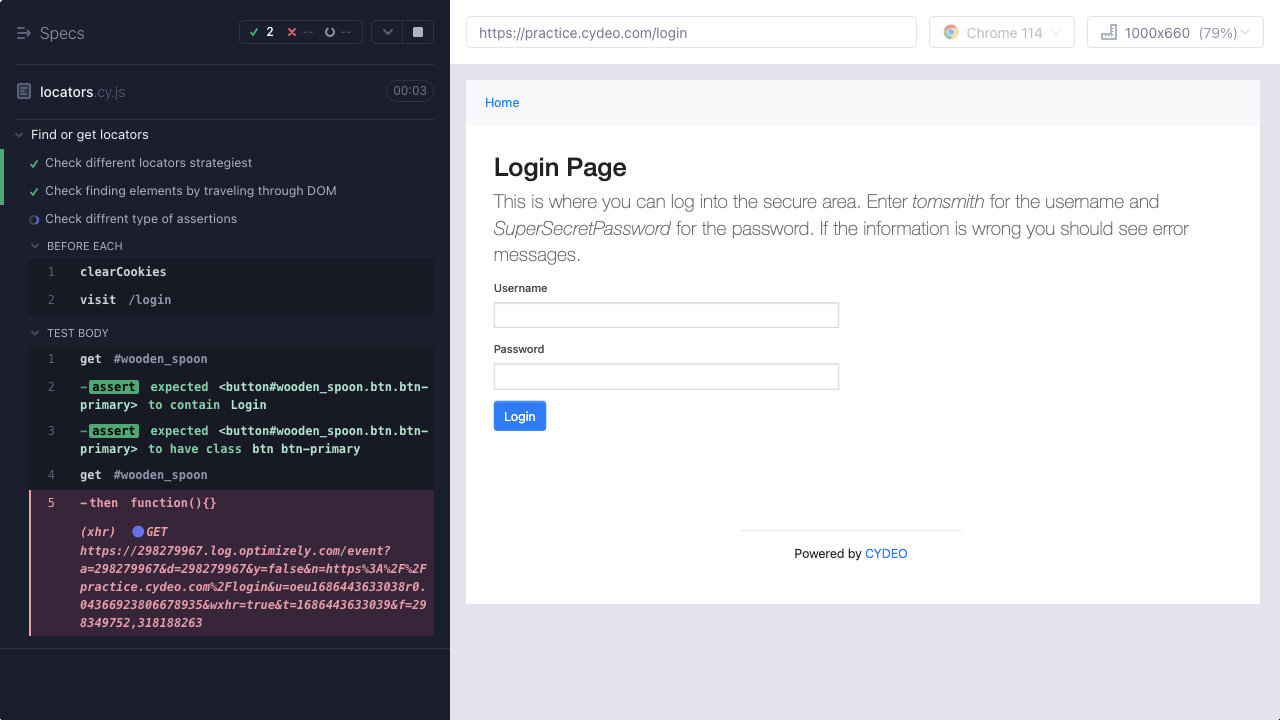 Specs
2
--
--
locators.cy.js
00:03
Find or get locators
Check different locators strategiest
Check finding elements by traveling through DOM
Check diffrent type of assertions
BEFORE EACH
1 clearCookies
2 visit /login
TEST BODY
1 get #wooden_spoon
2 -assert expected <button#wooden_spoon.btn.btn-
primary> to contain Login
3 -assert expected <button#wooden_spoon.btn.btn-
primary> to have class btn btn-primary
4 get #wooden_spoon
5 -then function(){}
(xhr) GET
https://298279967.log.optimizely.com/event?
a=298279967&d=298279967&y=false&n=https%3A%2F%2F
practice.cydeo.com%2Flogin&u=oeu1686443633038r0.
04366923806678935&wxhr=true&t=1686443633039&f=29
8349752,318188263
https://practice.cydeo.com/login
Chrome 114
1000x660 (79%)
Home
Login Page
This is where you can log into the secure area. Enter tomsmith for the username and
SuperSecretPassword for the password. If the information is wrong you should see error
messages.
Username
Password
Login
Powered by CYDEO